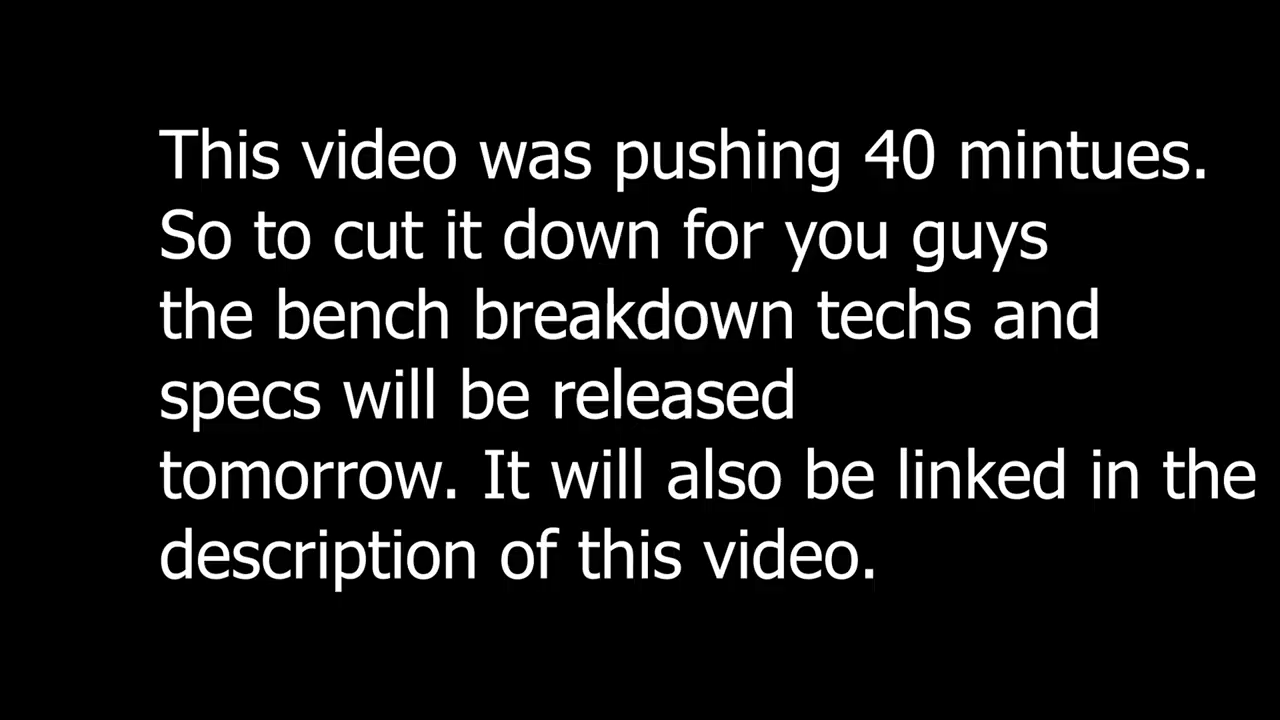 This video was pushing 40 mintues.
So to cut it down for you guys
the bench breakdown techs and
specs will be released
tomorrow. It will also be linked in the
description of this video.